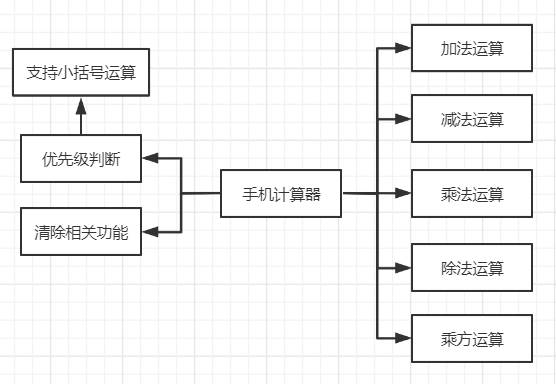 支持小括号运算
优先级判断
清除相关功能
手机计算器
加法运算
减法运算
乘法运算
除法运算
乘方运算